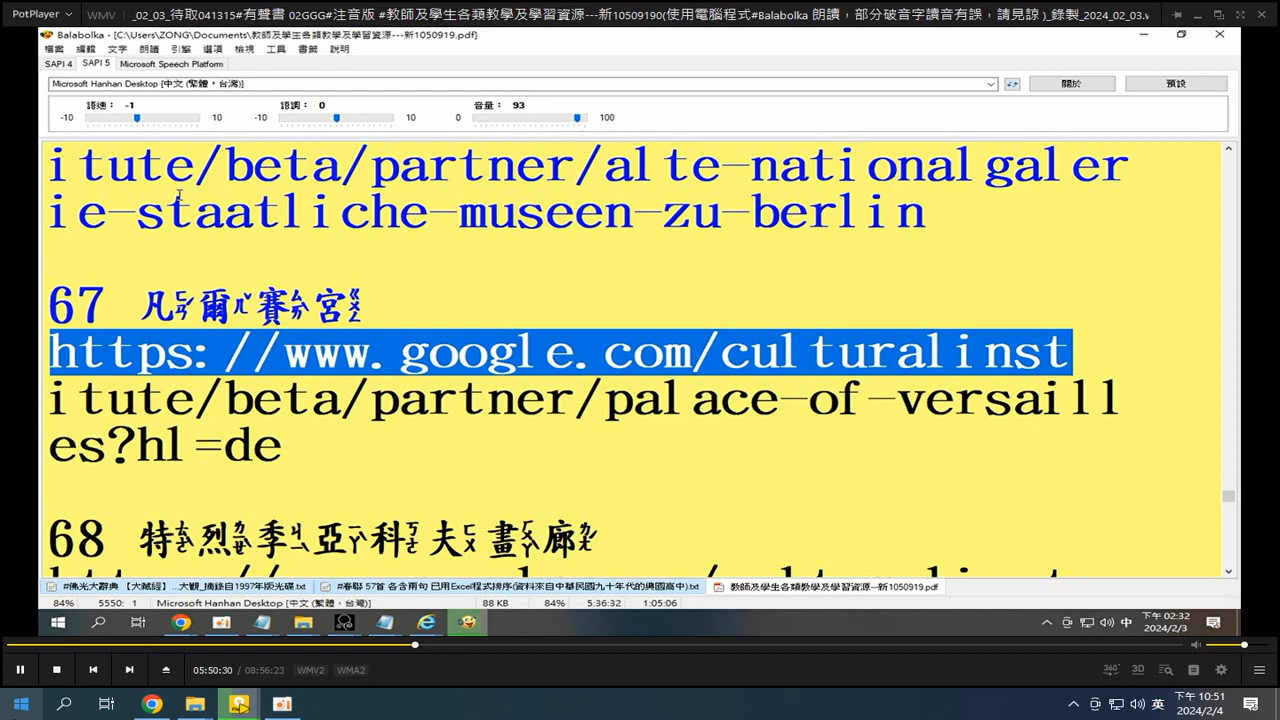 PotPlayer WMV _02_03_待取041315#有聲書 02GGG#注音版 #教師及學生各類教學及學習資源---新10509190(使用電腦程式#Balabolka 朗讀，部分破音字讀音有誤，請見諒 )_錄製_2024_02_03.w
Balabolka - [C:\Users\ZONG\Documents\教師及學生各類教學及學習資源---新1050919.pdf]
檔案 編輯 文字 朗讀 引擎 選項 檢視 工具 書籤 說明
SAPI 4 SAPI 5 Microsoft Speech Platform
Microsoft Hanhan Desktop [中文 (繁體，台灣)] 關於 預設
語速： -1 語調： 0 音量： 93
-10 10 -10 10 0 100
itute/beta/partner/alte-nationalgaler
ie-staatliche-museen-zu-berlin
67 凡爾賽宮
https://www.google.com/culturalinst
itute/beta/partner/palace-of-versaill
es?hl=de
68 特烈季亞科夫畫廊
#佛光大辭典 【大藏經】...大觀_摘錄自1997年版光碟.txt #春聯 57首 各含兩句 已用Excel程式排序(資料來自中華民國九十年代的興國高中).txt 教師及學生各類教學及學習資源---新1050919.pdf
84% 5550: 1 Microsoft Hanhan Desktop [中文 (繁體，台灣)] 88 KB 84% 5:36:32 1:05:06
中 下午 02:32
2024/2/3
05:50:30 / 08:56:23 WMV2 WMA2 360° 3D
英 下午 10:51
2024/2/4